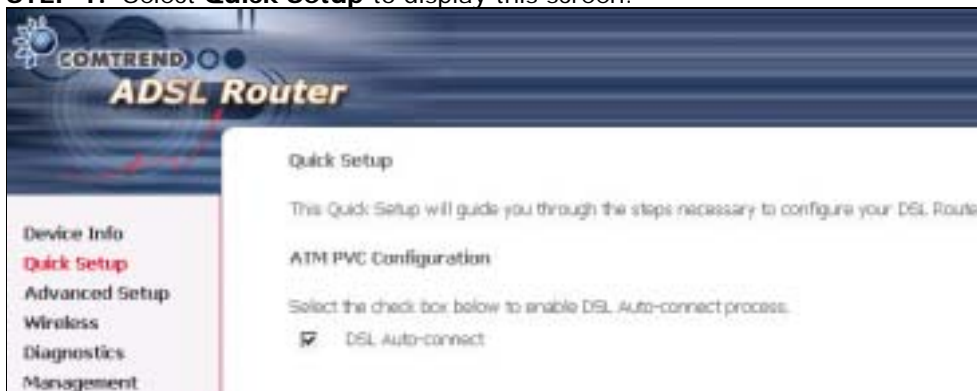 STEP 1: Select Quick Setup to display this screen.
COMTREND
ADSL Router
Quick Setup
This Quick Setup will guide you through the steps necessary to configure your DSL Route
ATM PVC Configuration
Select the check box below to enable DSL Auto-connect process.
DSL Auto-connect
Device Info
Quick Setup
Advanced Setup
Wireless
Diagnostics
Management